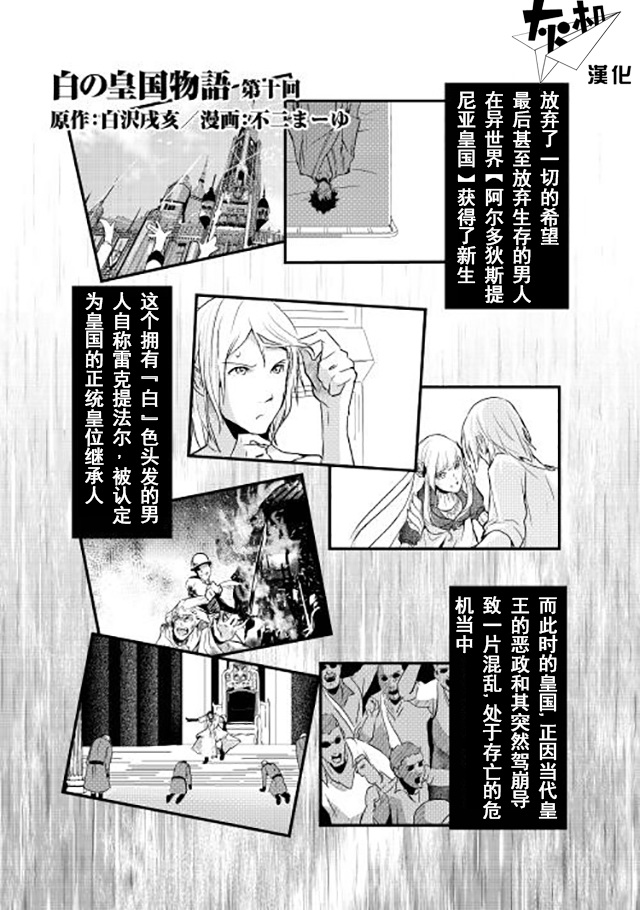 灰机
漢化
白の皇国物語 第十回
原作：白沢戌亥／漫画：不二まーゆ
放弃了一切的希望
最后甚至放弃生存的男人
在异世界【阿尔多狄斯提
尼亚皇国】获得了新生
这个拥有『白』色头发的男
人自称雷克提法尔，被认定
为皇国的正统皇位继承人
而此时的皇国，正因当代皇
王的恶政和其突然驾崩导
致一片混乱，处于存亡的危
机当中